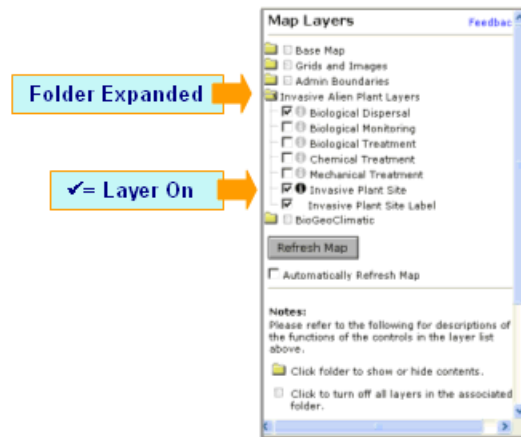 Map Layers
Feedbac
Base Map
Grids and Images
Admin Boundaries
Folder Expanded
Invasive Alien Plant Layers
Biological Dispersal
Biological Monitoring
Biological Treatment
Chemical Treatment
Mechanical Treatment
✓= Layer On
Invasive Plant Site
Invasive Plant Site Label
BioGeoClimatic
Refresh Map
Automatically Refresh Map
Notes:
Please refer to the following for descriptions of
the functions of the controls in the layer list
above.
Click folder to show or hide contents.
Click to turn off all layers in the associated
folder.